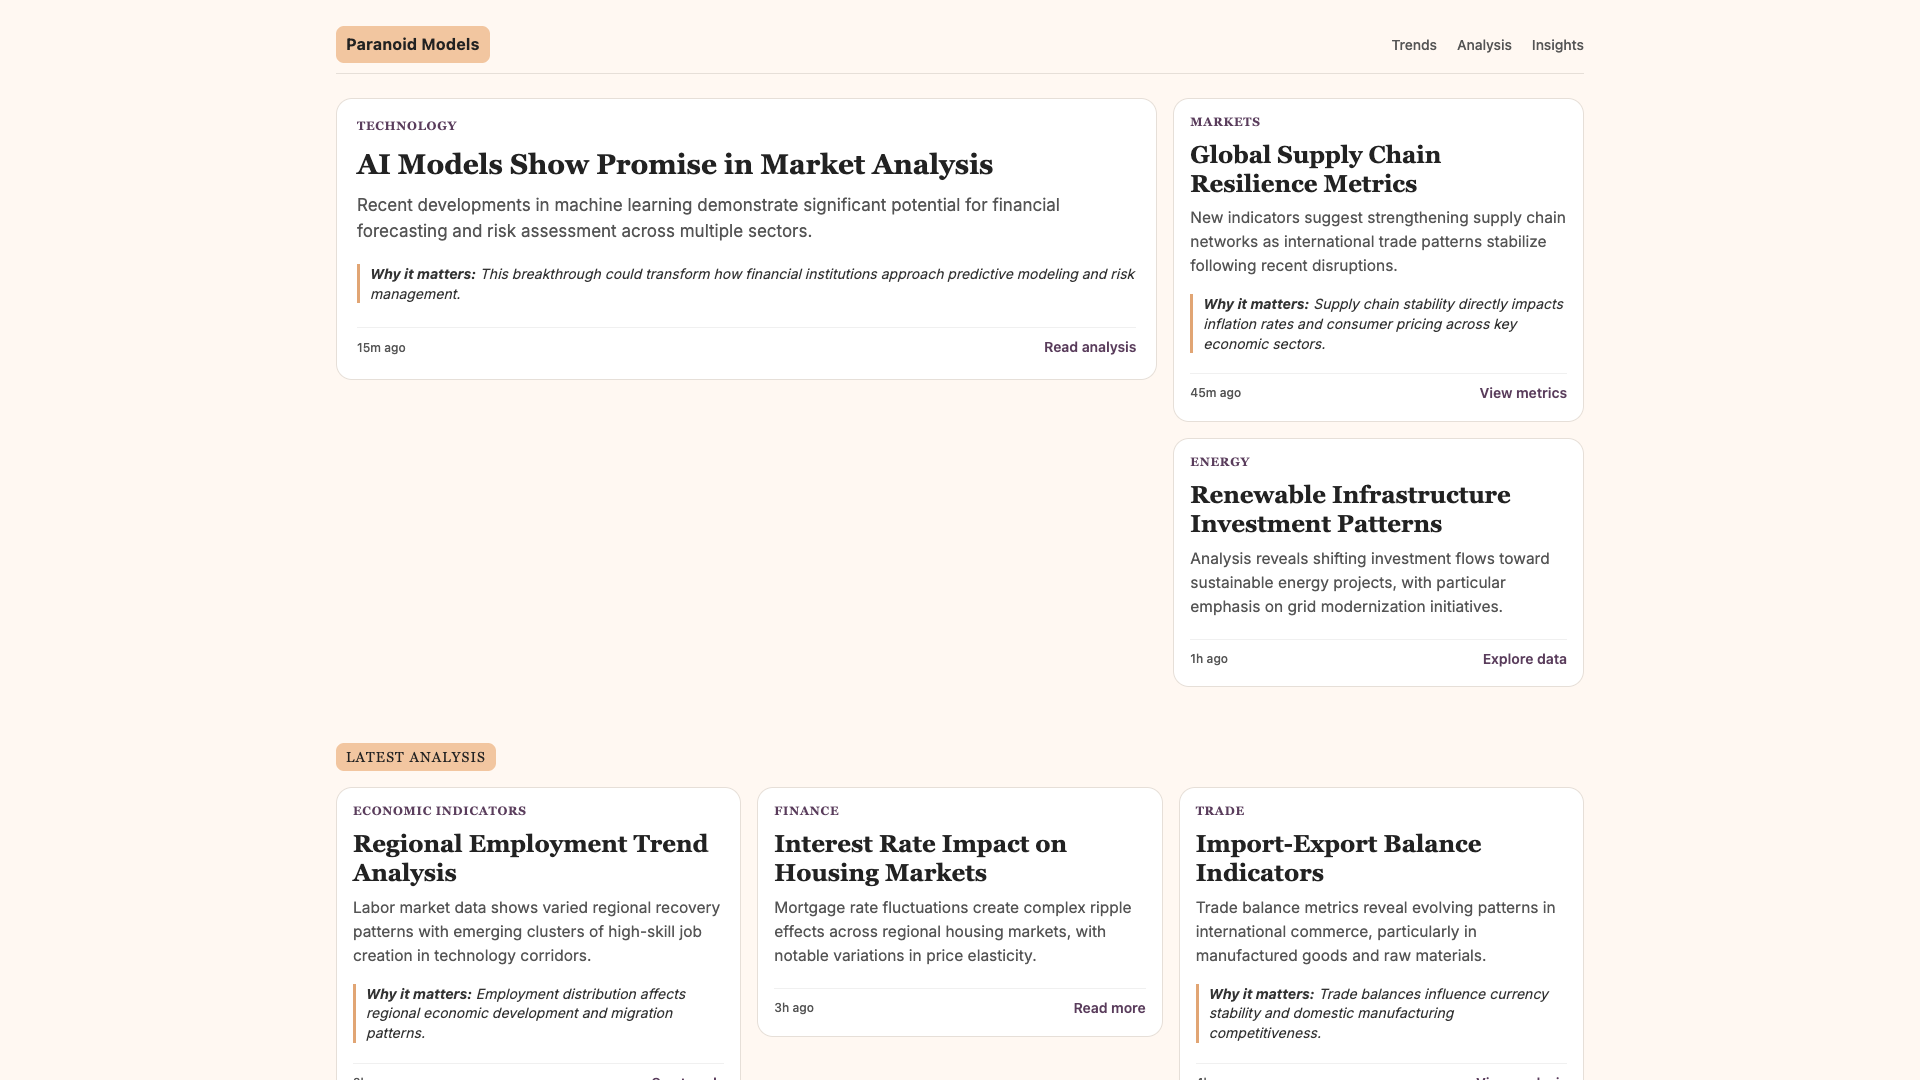 Paranoid Models
Trends
Analysis
Insights
TECHNOLOGY
AI Models Show Promise in Market Analysis
Recent developments in machine learning demonstrate significant potential for financial
forecasting and risk assessment across multiple sectors.
Why it matters: This breakthrough could transform how financial institutions approach predictive modeling and risk
management.
15m ago
Read analysis
MARKETS
Global Supply Chain
Resilience Metrics
New indicators suggest strengthening supply chain
networks as international trade patterns stabilize
following recent disruptions.
Why it matters: Supply chain stability directly impacts
inflation rates and consumer pricing across key
economic sectors.
45m ago
View metrics
ENERGY
Renewable Infrastructure
Investment Patterns
Analysis reveals shifting investment flows toward
sustainable energy projects, with particular
emphasis on grid modernization initiatives.
1h ago
Explore data
LATEST ANALYSIS
ECONOMIC INDICATORS
Regional Employment Trend
Analysis
Labor market data shows varied regional recovery
patterns with emerging clusters of high-skill job
creation in technology corridors.
Why it matters: Employment distribution affects
regional economic development and migration
patterns.
FINANCE
Interest Rate Impact on
Housing Markets
Mortgage rate fluctuations create complex ripple
effects across regional housing markets, with
notable variations in price elasticity.
3h ago
Read more
TRADE
Import-Export Balance
Indicators
Trade balance metrics reveal evolving patterns in
international commerce, particularly in
manufactured goods and raw materials.
Why it matters: Trade balances influence currency
stability and domestic manufacturing
competitiveness.